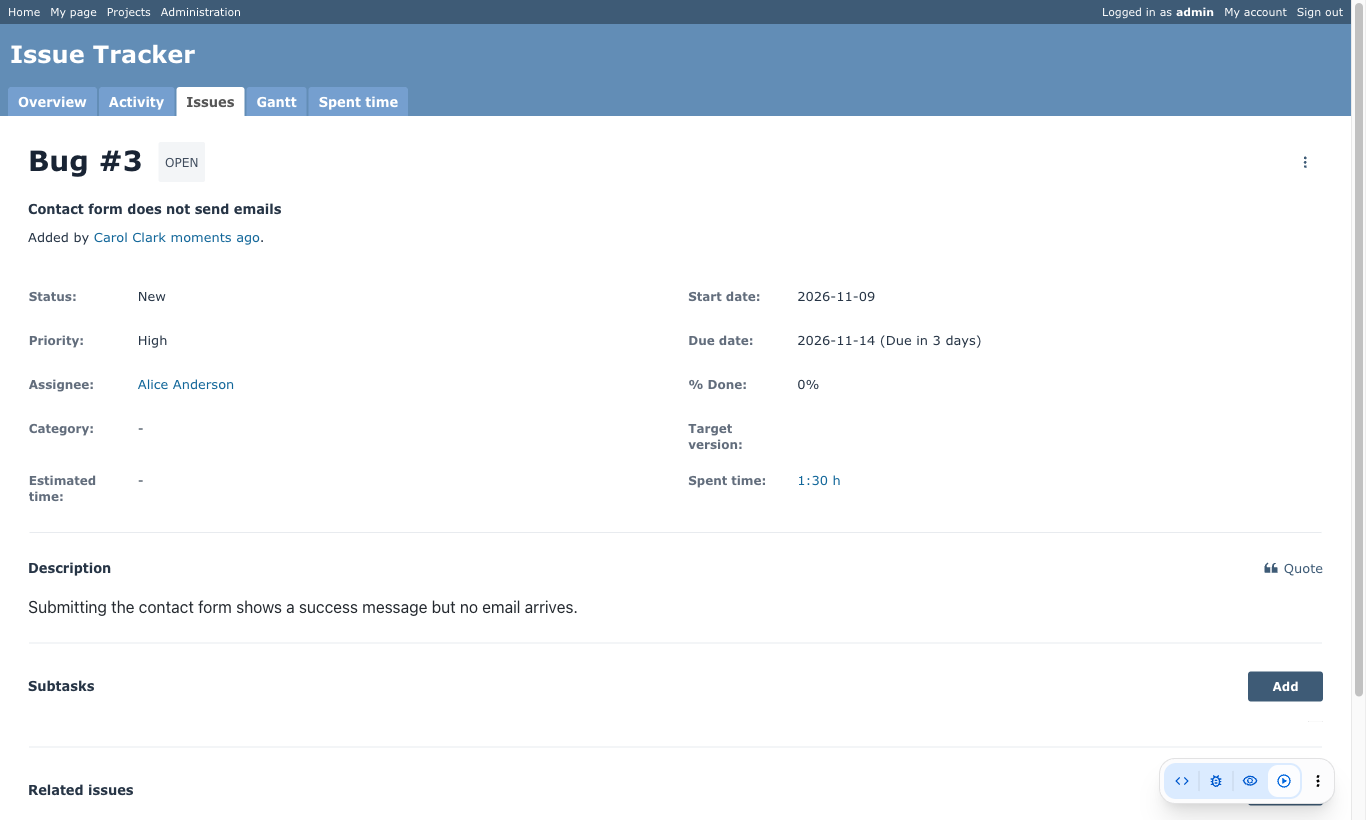 Home My page Projects Administration Logged in as admin My account Sign out
Issue Tracker
Overview Activity Issues Gantt Spent time
Bug #3 OPEN
Contact form does not send emails
Added by Carol Clark moments ago.
Status: New Start date: 2026-11-09
Priority: High Due date: 2026-11-14 (Due in 3 days)
Assignee: Alice Anderson % Done: 0%
Category: - Target version:
Estimated time: - Spent time: 1:30 h
Description Quote
Submitting the contact form shows a success message but no email arrives.
Subtasks Add
Related issues